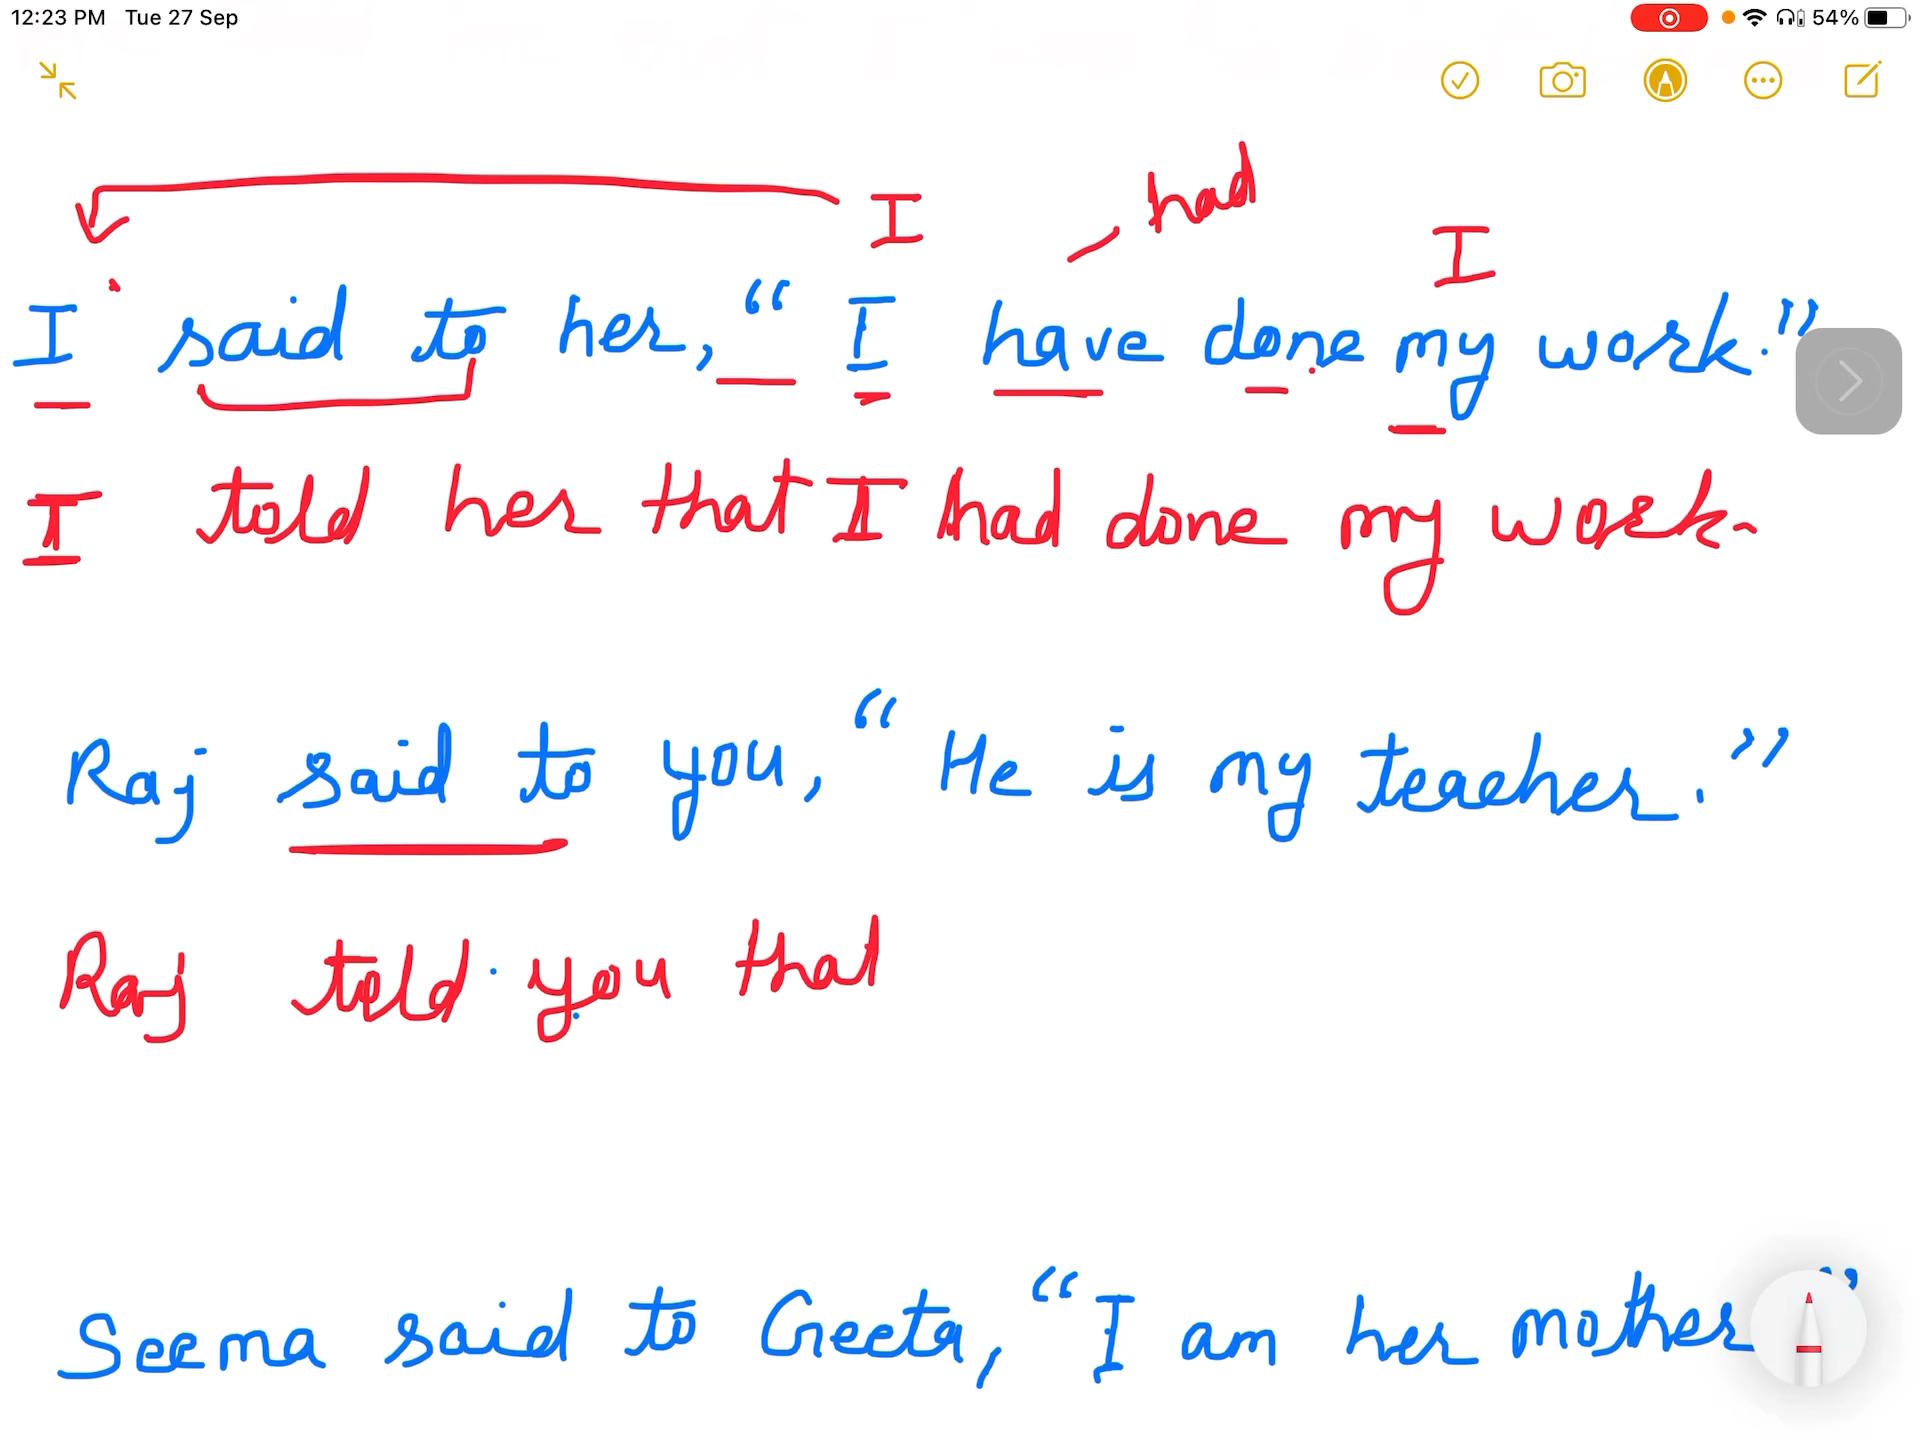 12:23 PM Tue 27 Sep 54%
I had I
I said to her, “I have done my work.”
I told her that I had done my work.
Raj said to you, “He is my teacher.”
Raj told you that
Seema said to Geeta, “I am her mother”